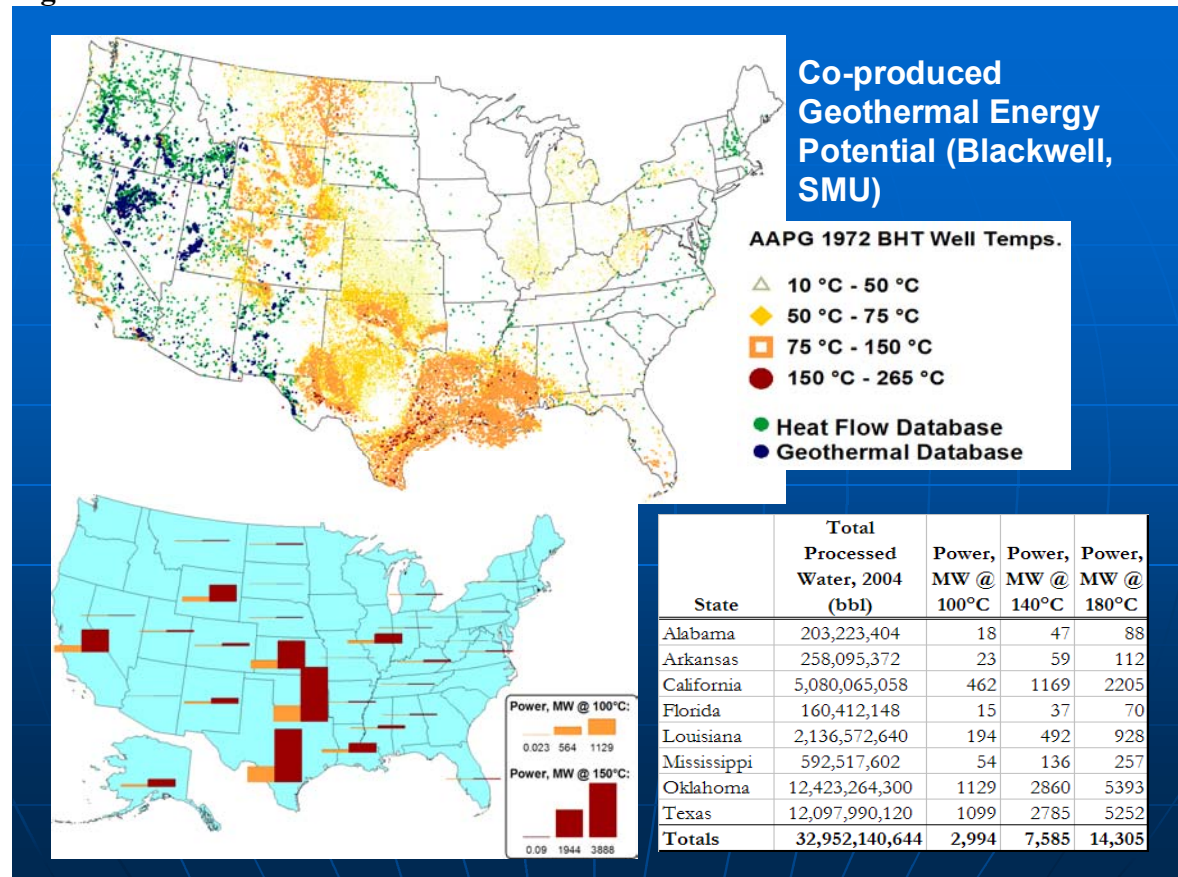 Co-produced
Geothermal Energy
Potential (Blackwell,
SMU)
AAPG 1972 BHT Well Temps.
10 °C - 50 °C
50 °C - 75 °C
75 °C - 150 °C
150 °C - 265 °C
Heat Flow Database
Geothermal Database
Power, MW @ 100°C:
0.023 564 1129
Power, MW @ 150°C:
0.09 1944 3888
State Total Processed Water, 2004 (bbl) Power, MW @ 100°C Power, MW @ 140°C Power, MW @ 180°C
Alabama 203,223,404 18 47 88
Arkansas 258,095,372 23 59 112
California 5,080,065,058 462 1169 2205
Florida 160,412,148 15 37 70
Louisiana 2,136,572,640 194 492 928
Mississippi 592,517,602 54 136 257
Oklahoma 12,423,264,300 1129 2860 5393
Texas 12,097,990,120 1099 2785 5252
Totals 32,952,140,644 2,994 7,585 14,305